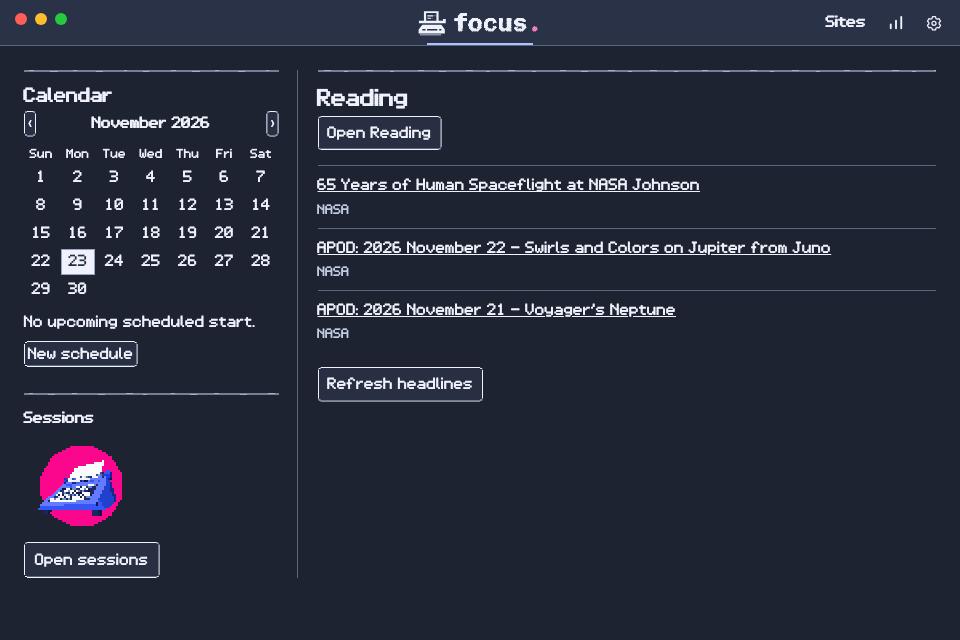 focus.
Sites
Calendar
‹ November 2026 ›
Sun Mon Tue Wed Thu Fri Sat
1 2 3 4 5 6 7
8 9 10 11 12 13 14
15 16 17 18 19 20 21
22 23 24 25 26 27 28
29 30
No upcoming scheduled start.
New schedule
Sessions
Open sessions
Reading
Open Reading
65 Years of Human Spaceflight at NASA Johnson
NASA
APOD: 2026 November 22 – Swirls and Colors on Jupiter from Juno
NASA
APOD: 2026 November 21 – Voyager's Neptune
NASA
Refresh headlines